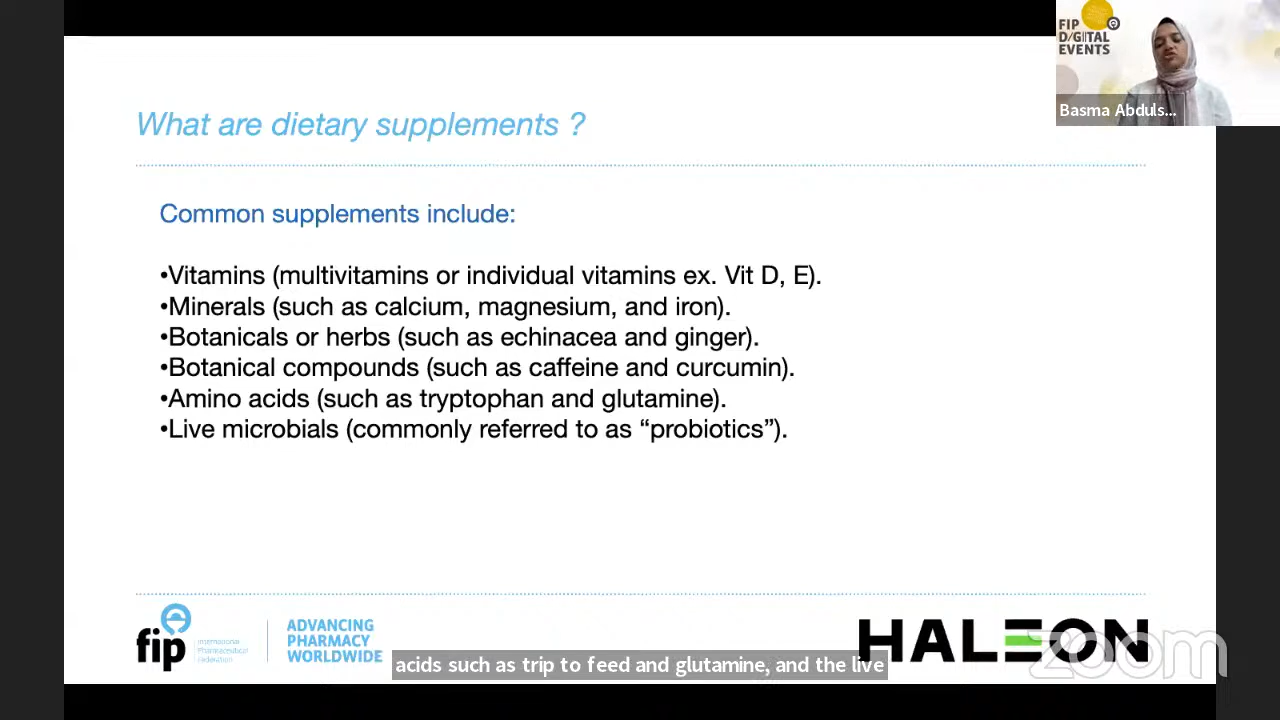 FIP
DIGITAL
EVENTS
Basma Abduls...
What are dietary supplements ?
Common supplements include:
•Vitamins (multivitamins or individual vitamins ex. Vit D, E).
•Minerals (such as calcium, magnesium, and iron).
•Botanicals or herbs (such as echinacea and ginger).
•Botanical compounds (such as caffeine and curcumin).
•Amino acids (such as tryptophan and glutamine).
•Live microbials (commonly referred to as “probiotics”).
fip
International
Pharmaceutical
Federation
ADVANCING
PHARMACY
WORLDWIDE
HALEON
zoom
acids such as trip to feed and glutamine, and the live